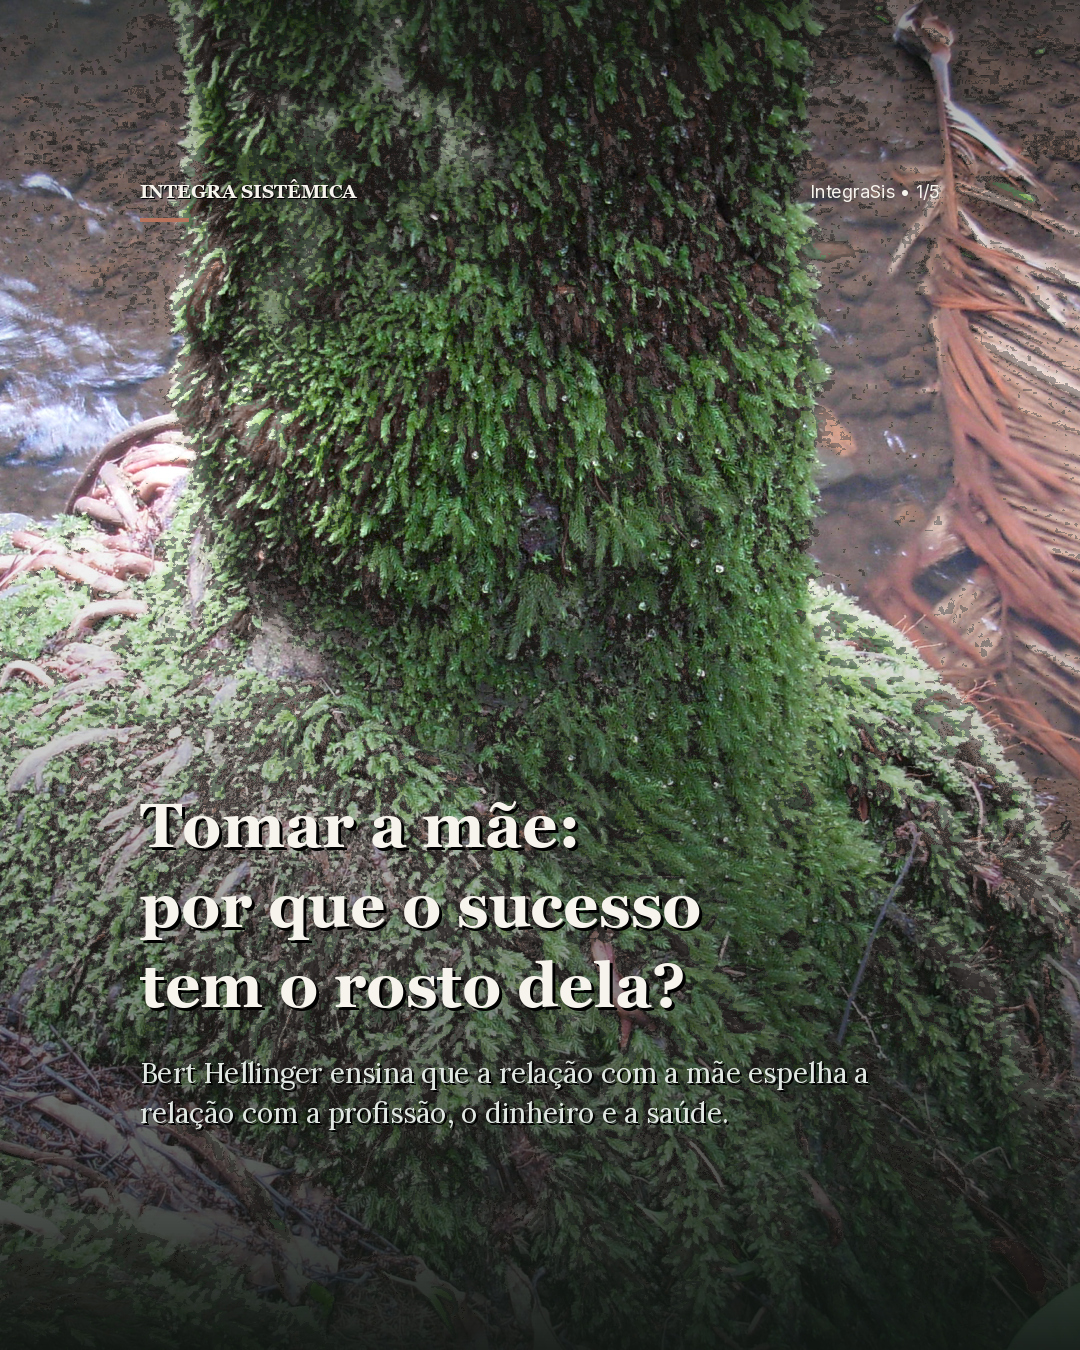 INTEGRA SISTÊMICA
IntegraSis • 1/5
Tomar a mãe:
por que o sucesso
tem o rosto dela?
Bert Hellinger ensina que a relação com a mãe espelha a
relação com a profissão, o dinheiro e a saúde.